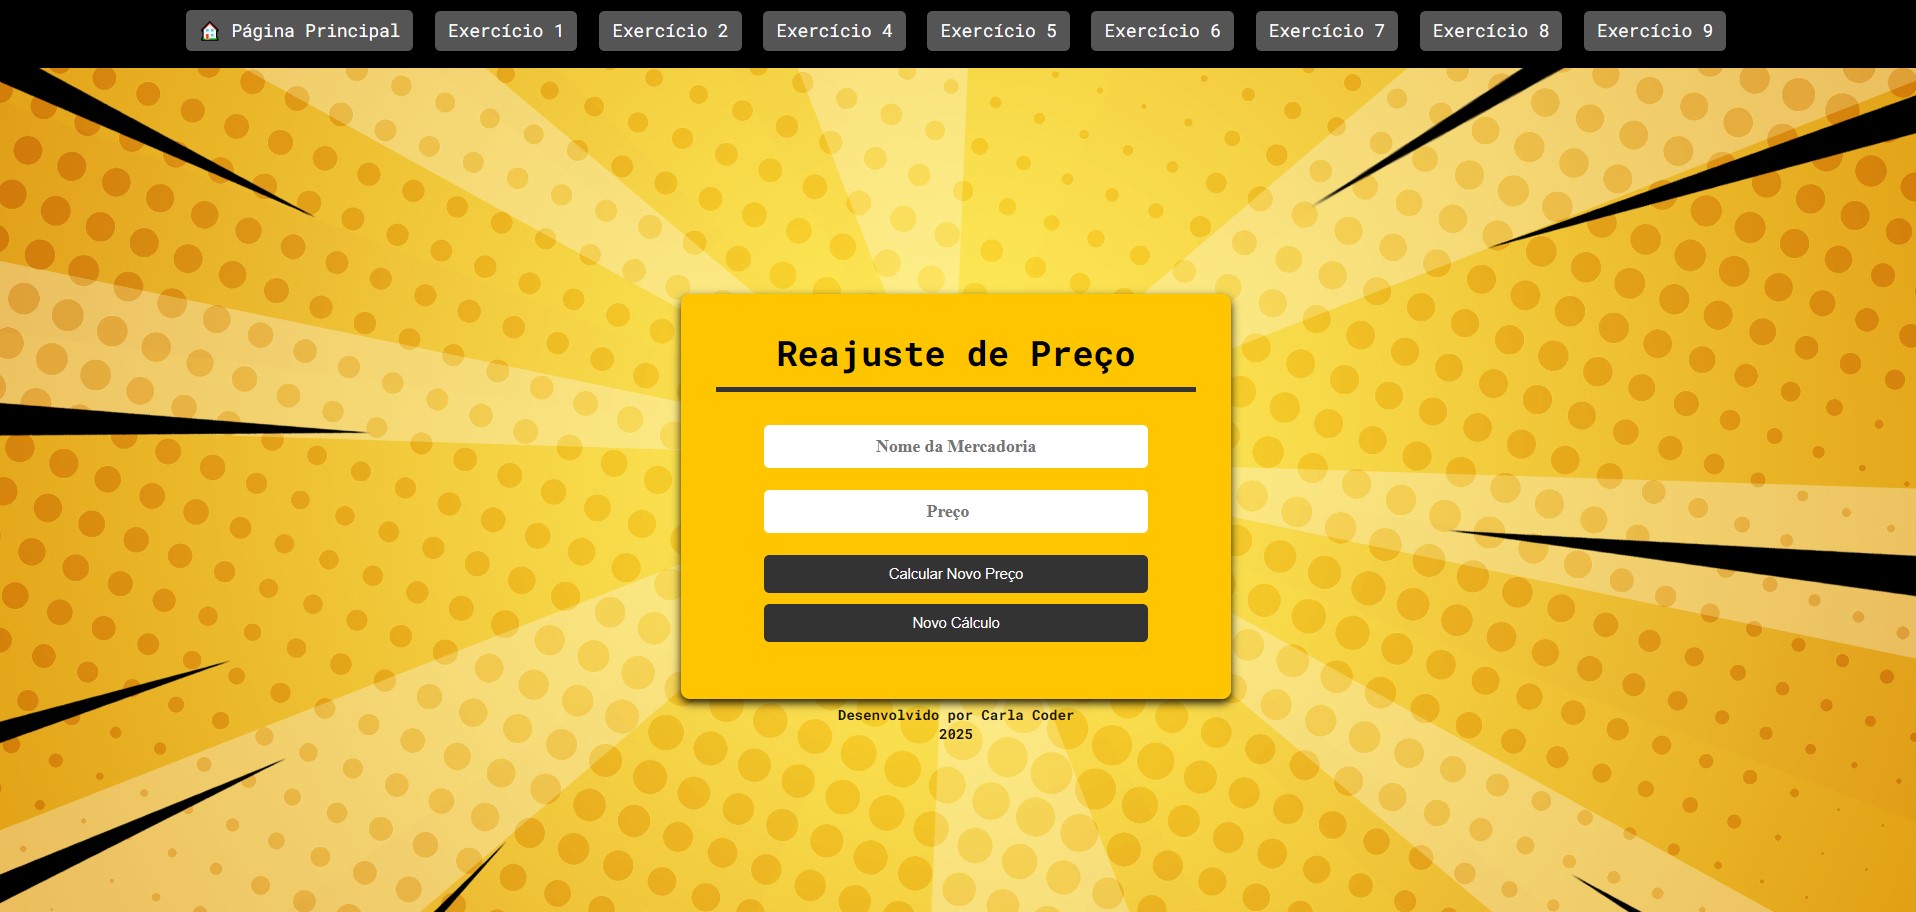 🏠 Página Principal Exercício 1 Exercício 2 Exercício 4 Exercício 5 Exercício 6 Exercício 7 Exercício 8 Exercício 9
Reajuste de Preço
Nome da Mercadoria
Preço
Calcular Novo Preço
Novo Cálculo
Desenvolvido por Carla Coder
2025